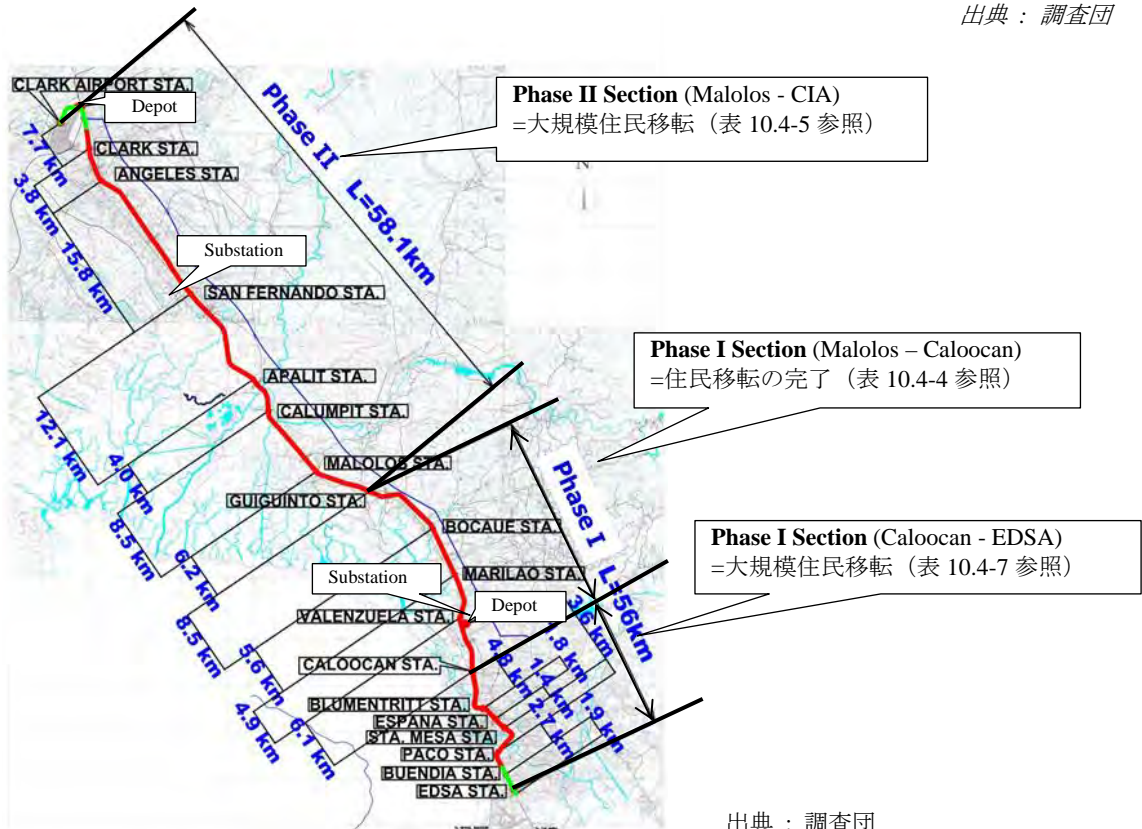 出典 : 調査団
CLARK AIRPORT STA.
Depot
Phase II Section (Malolos - CIA)
=大規模住民移転（表 10.4-5 参照）
Phase II L=58.1km
N
7.7 km
CLARK STA.
3.8 km
ANGELES STA.
15.8 km
Substation
SAN FERNANDO STA.
Phase I Section (Malolos – Caloocan)
=住民移転の完了（表 10.4-4 参照）
APALIT STA.
12.1 km
CALUMPIT STA.
4.0 km
MALOLOS STA.
8.5 km
GUIGUINTO STA.
Phase I L=56km
6.2 km
BOCAUE STA.
Phase I Section (Caloocan - EDSA)
=大規模住民移転（表 10.4-7 参照）
8.5 km
MARILAO STA.
Substation
Depot
VALENZUELA STA.
3.6 km
5.6 km
CALOOCAN STA.
4.8 km
.8 km
4.9 km
1.4 km
BLUMENTRITT STA.
6.1 km
2.7 km
1.9 km
ESPANA STA.
STA. MESA STA
PACO STA.
BUENDIA STA.
EDSA STA.
出典 : 調査団